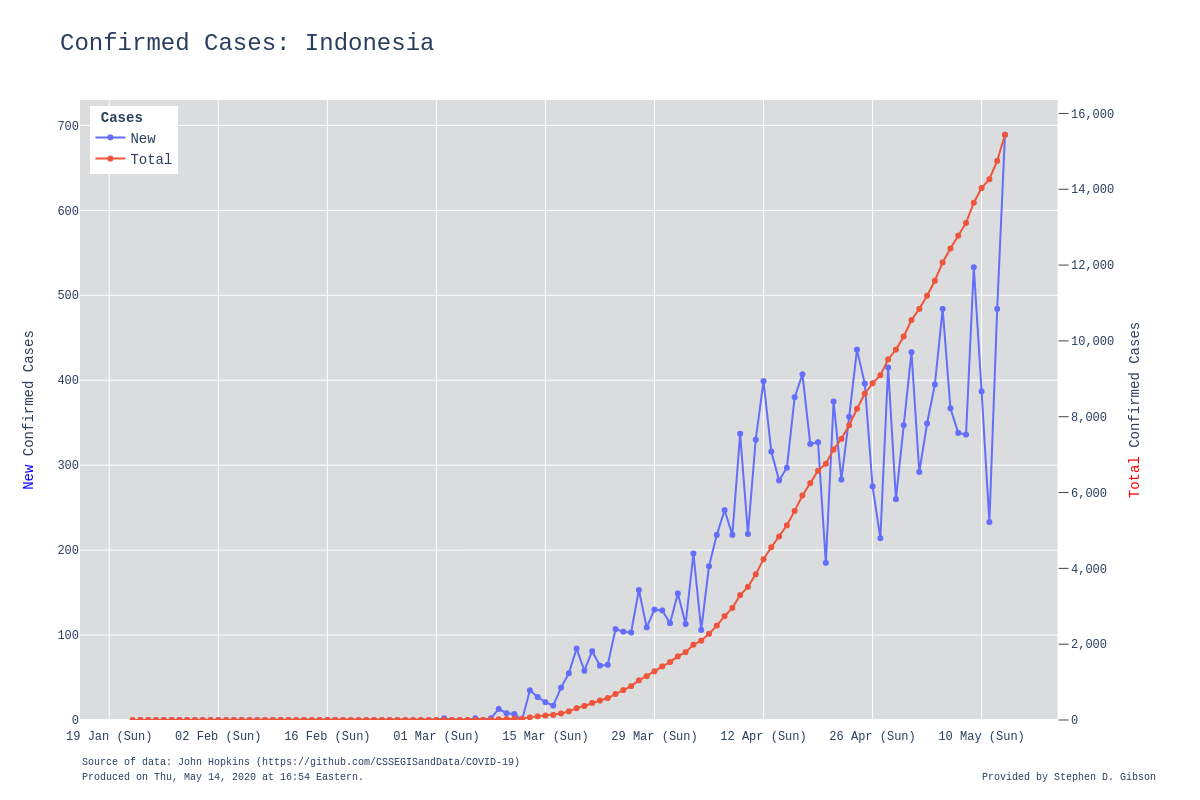 Confirmed Cases: Indonesia
Cases
New
Total
700
600
500
400
300
200
100
0
16,000
14,000
12,000
10,000
8,000
6,000
4,000
2,000
0
New Confirmed Cases
Total Confirmed Cases
19 Jan (Sun) 02 Feb (Sun) 16 Feb (Sun) 01 Mar (Sun) 15 Mar (Sun) 29 Mar (Sun) 12 Apr (Sun) 26 Apr (Sun) 10 May (Sun)
Source of data: John Hopkins (https://github.com/CSSEGISandData/COVID-19)
Produced on Thu, May 14, 2020 at 16:54 Eastern.
Provided by Stephen D. Gibson